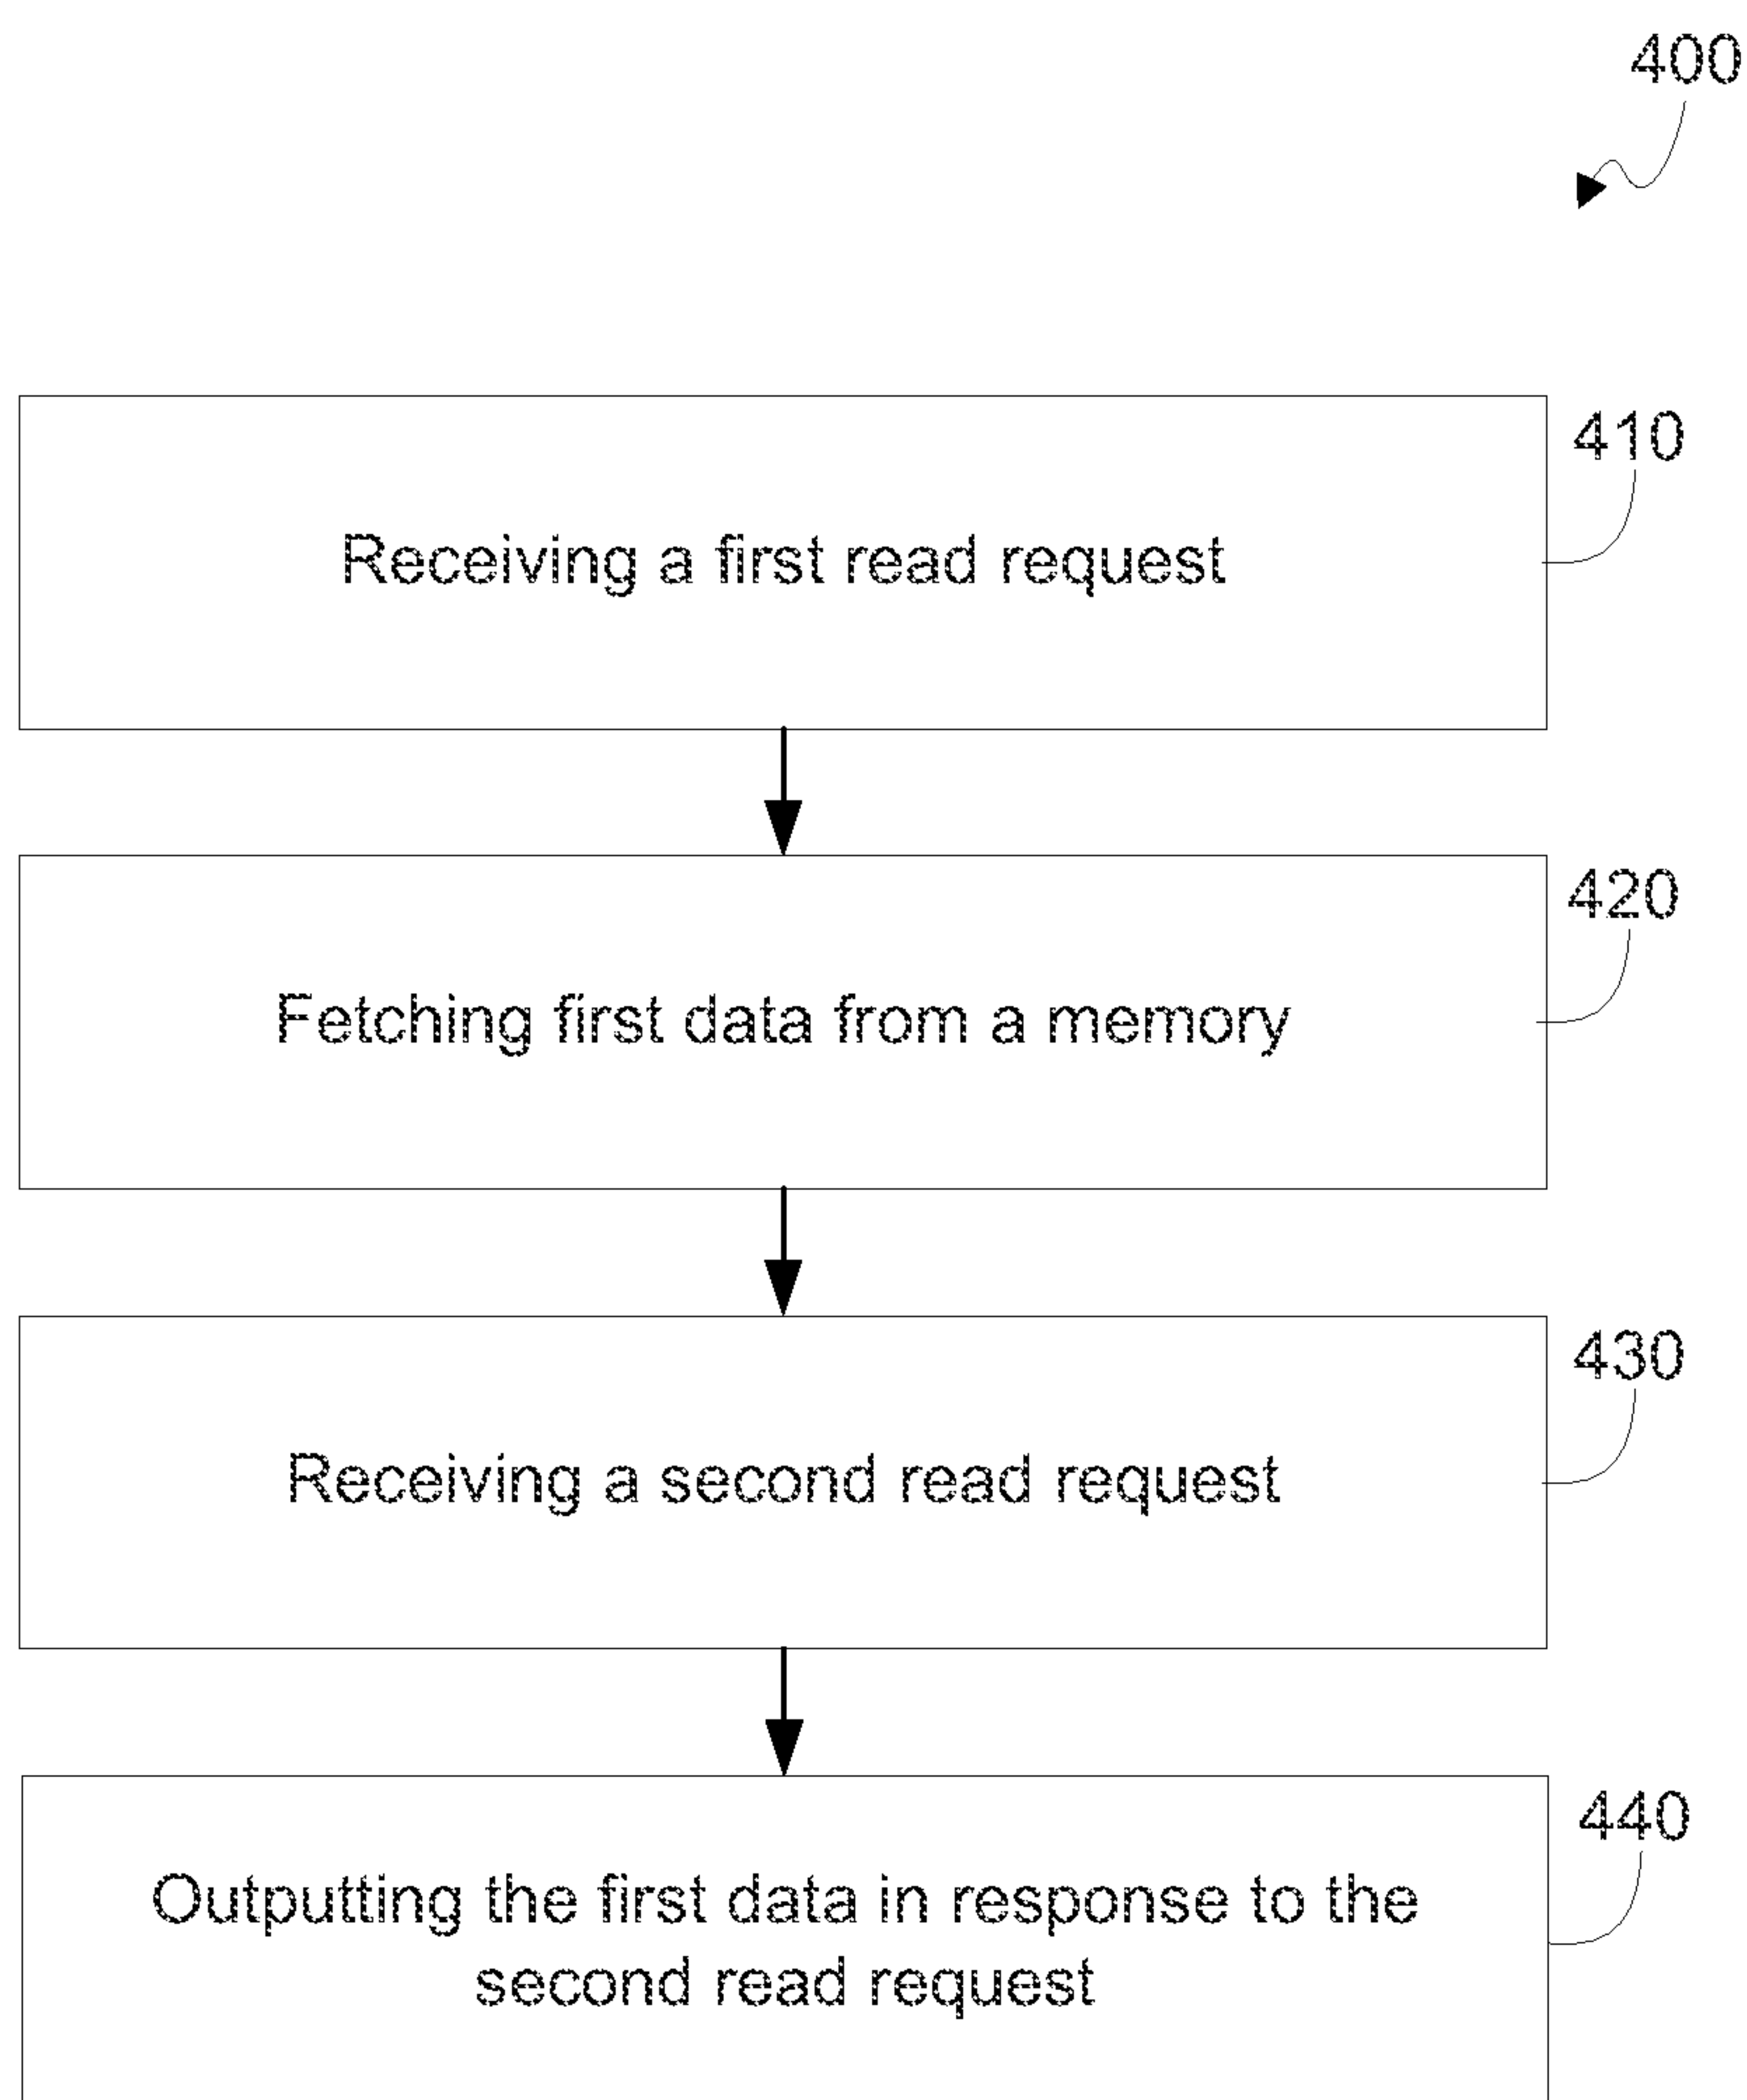 400
410
Receiving a first read request
420
Fetching first data from a memory
430
Receiving a second read request
440
Outputting the first data in response to the
second read request